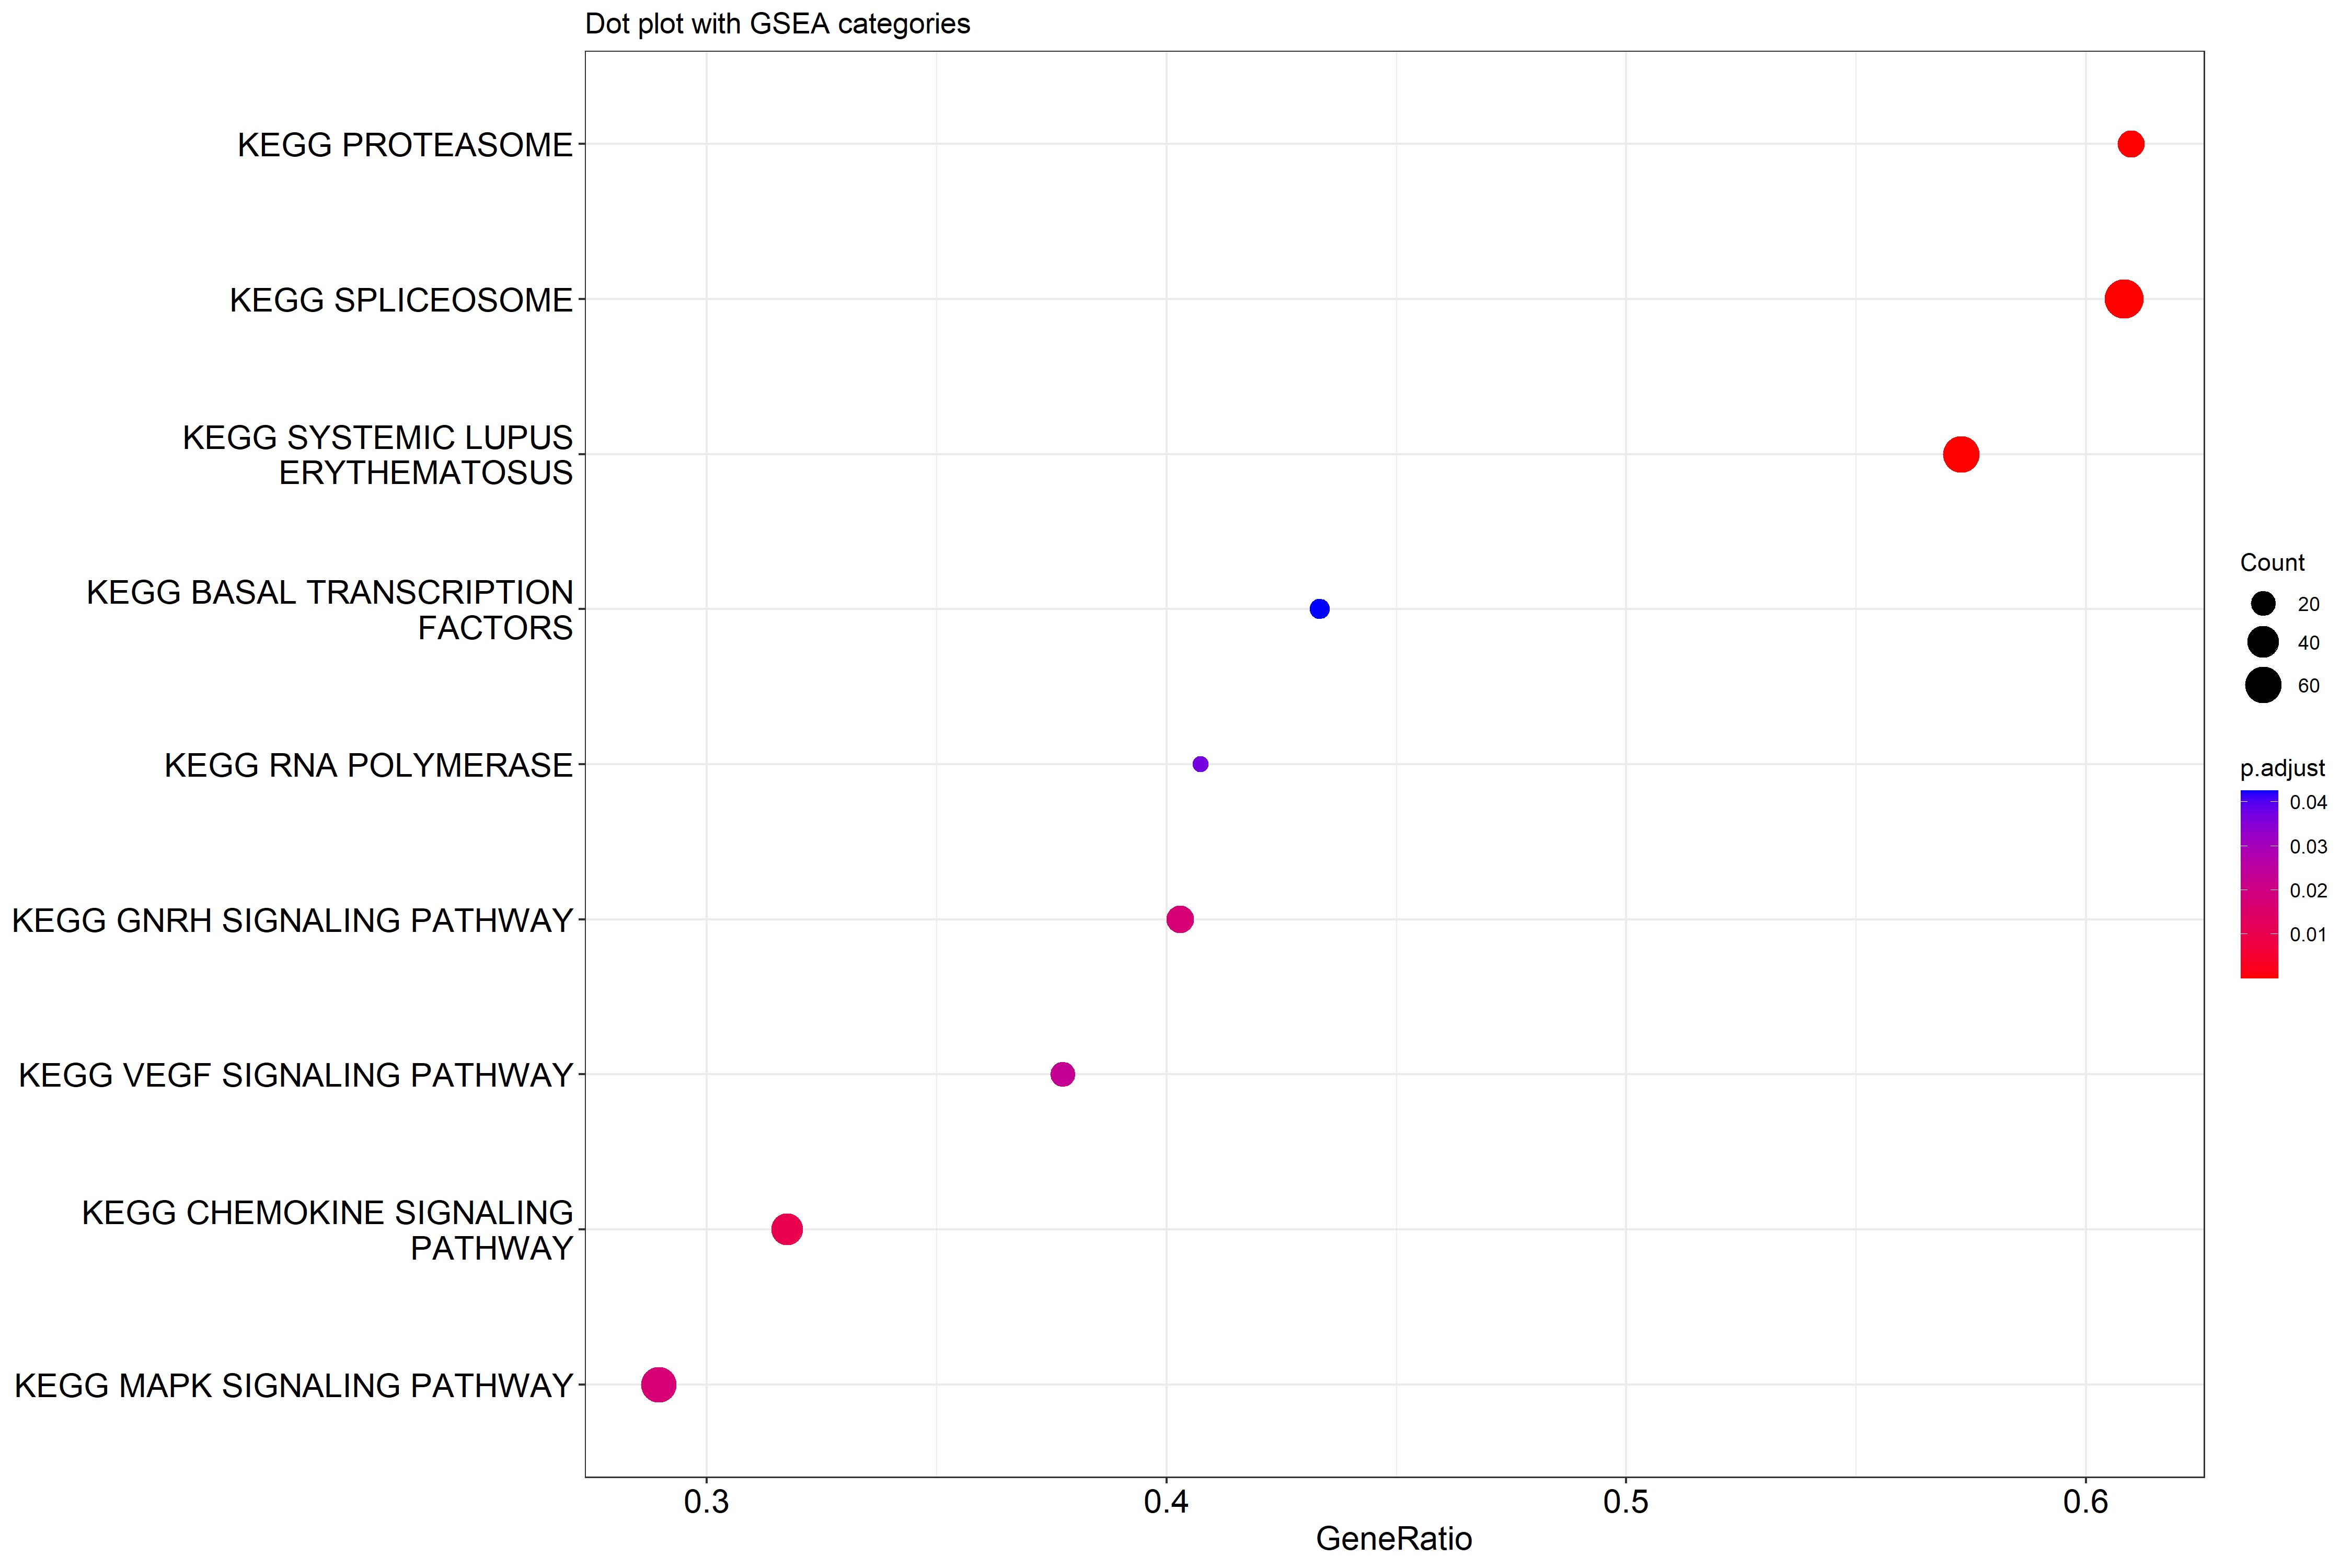 Dot plot with GSEA categories
KEGG PROTEASOME
KEGG SPLICEOSOME
KEGG SYSTEMIC LUPUS
ERYTHEMATOSUS
KEGG BASAL TRANSCRIPTION
FACTORS
KEGG RNA POLYMERASE
KEGG GNRH SIGNALING PATHWAY
KEGG VEGF SIGNALING PATHWAY
KEGG CHEMOKINE SIGNALING
PATHWAY
KEGG MAPK SIGNALING PATHWAY
0.3
0.4
0.5
0.6
GeneRatio
Count
20
40
60
p.adjust
0.04
0.03
0.02
0.01